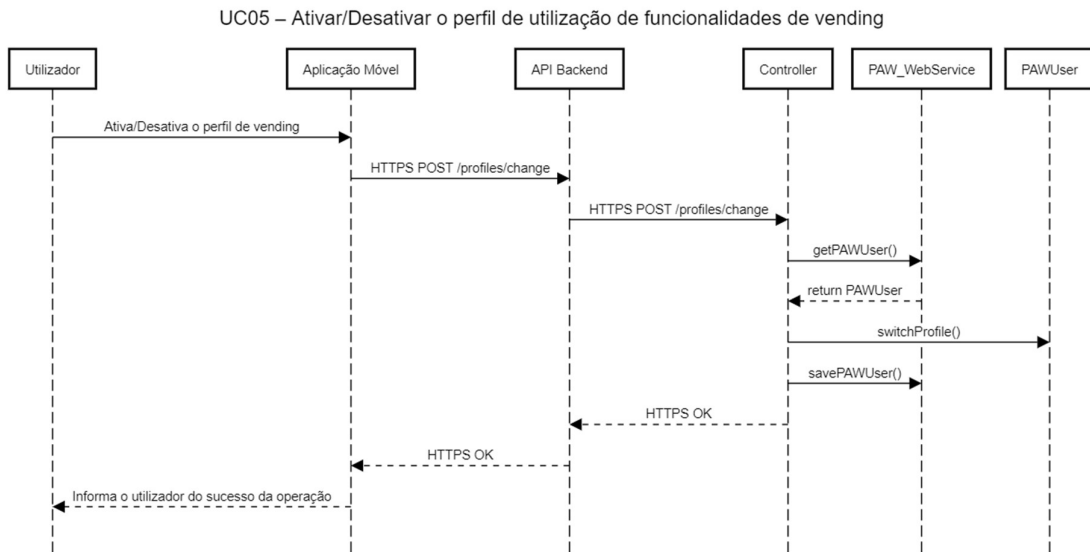 UC05 – Ativar/Desativar o perfil de utilização de funcionalidades de vending
Utilizador
Aplicação Móvel
API Backend
Controller
PAW_WebService
PAWUser
Ativa/Desativa o perfil de vending
HTTPS POST /profiles/change
HTTPS POST /profiles/change
getPAWUser()
return PAWUser
switchProfile()
savePAWUser()
HTTPS OK
HTTPS OK
Informa o utilizador do sucesso da operação